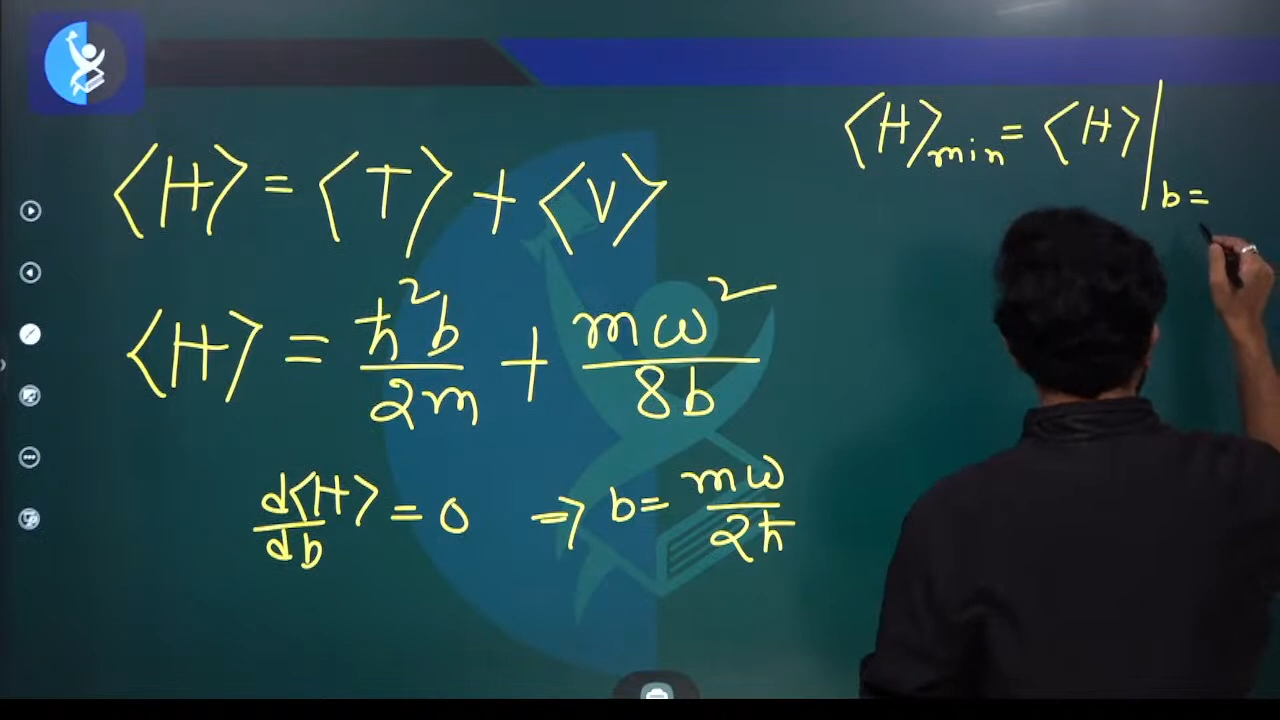 ⟨H⟩ = ⟨T⟩ + ⟨V⟩
⟨H⟩ = ħ²b/2m + mω²/8b
d⟨H⟩/db = 0 ⇒ b = mω/2ħ
⟨H⟩min = ⟨H⟩|b=